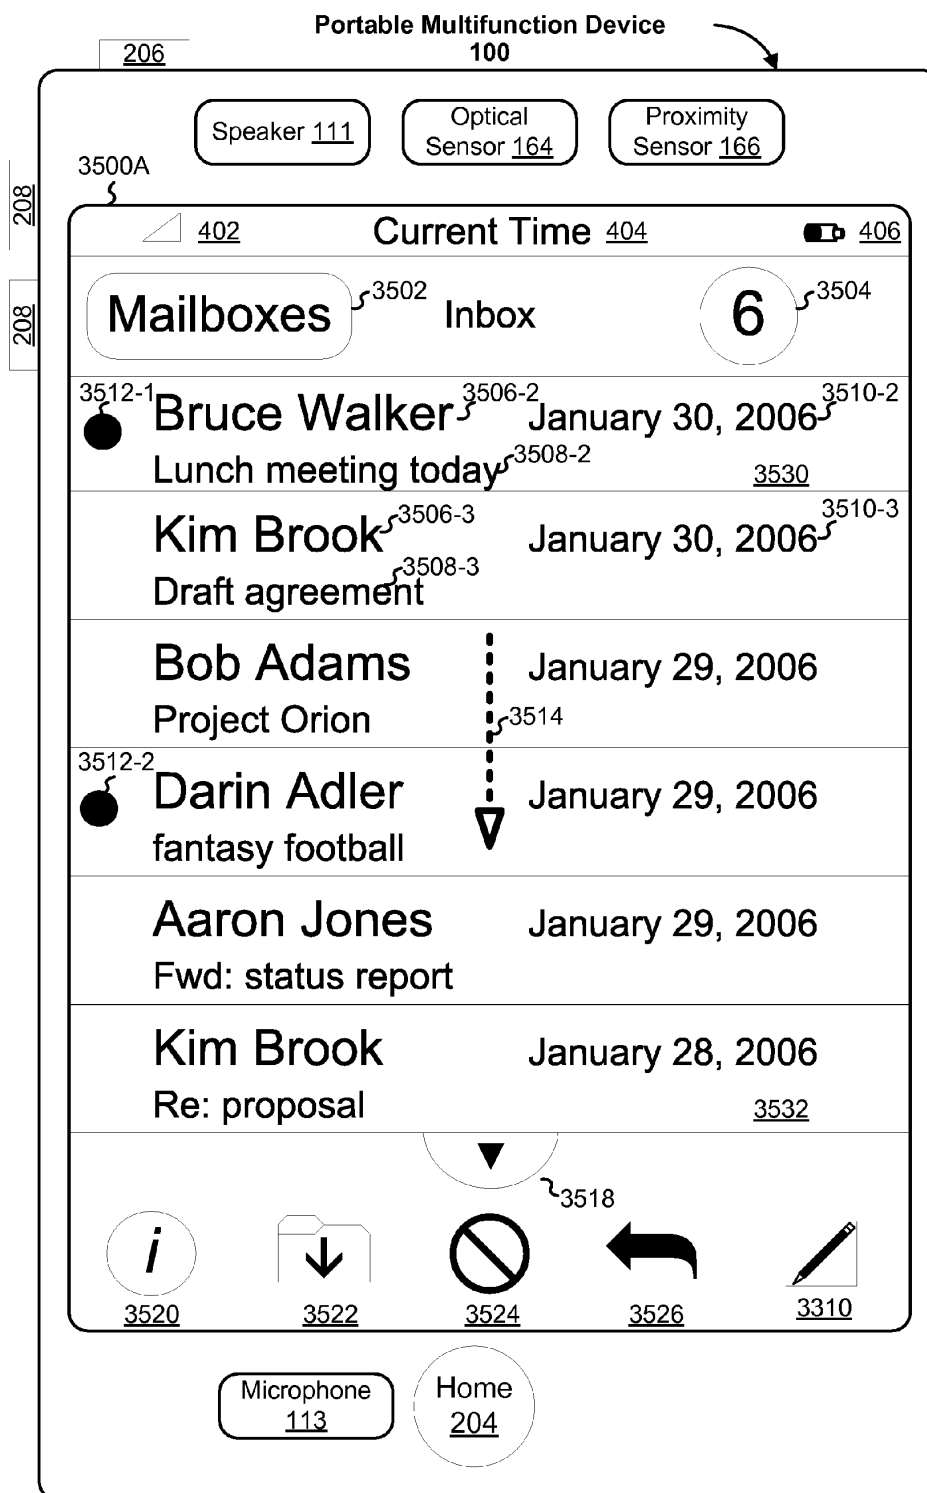 Portable Multifunction Device
100
206
Speaker 111
Optical
Sensor 164
Proximity
Sensor 166
3500A
208
402 Current Time 404 406
208
Mailboxes 3502 Inbox 6 3504
3512-1 Bruce Walker 3506-2 January 30, 2006 3510-2
Lunch meeting today 3508-2 3530
Kim Brook 3506-3 January 30, 2006 3510-3
Draft agreement 3508-3
Bob Adams January 29, 2006
Project Orion 3514
3512-2 Darin Adler January 29, 2006
fantasy football
Aaron Jones January 29, 2006
Fwd: status report
Kim Brook January 28, 2006
Re: proposal 3532
3518
i
3520 3522 3524 3526 3310
Microphone
113
Home
204